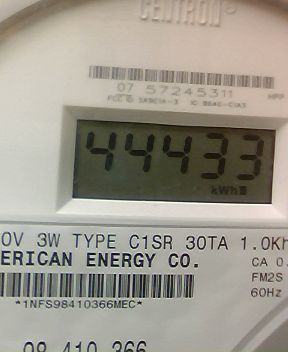 CENTRON®
07 57245311
44433
kWh
0V 3W TYPE C1SR 30TA 1.0Kh
ERICAN ENERGY CO.
CA 0.
FM2S
60Hz
*1NFS98410366MEC*
98 410 366